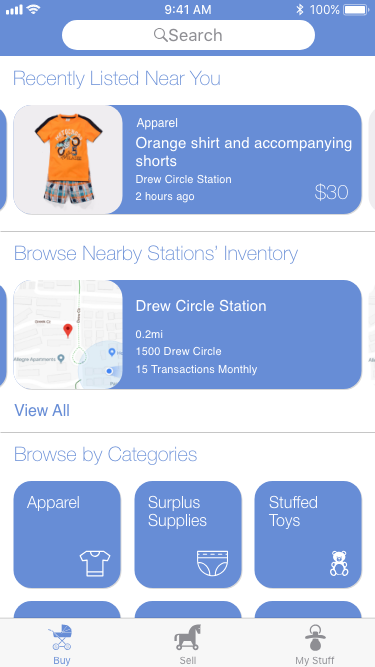 9:41 AM
100%
Search
Recently Listed Near You
Apparel
Orange shirt and accompanying
shorts
Drew Circle Station
2 hours ago
$30
Browse Nearby Stations’ Inventory
Drew Circle Station
0.2mi
1500 Drew Circle
15 Transactions Monthly
Allegre Apartments
View All
Browse by Categories
Apparel
Surplus
Supplies
Stuffed
Toys
Buy
Sell
My Stuff